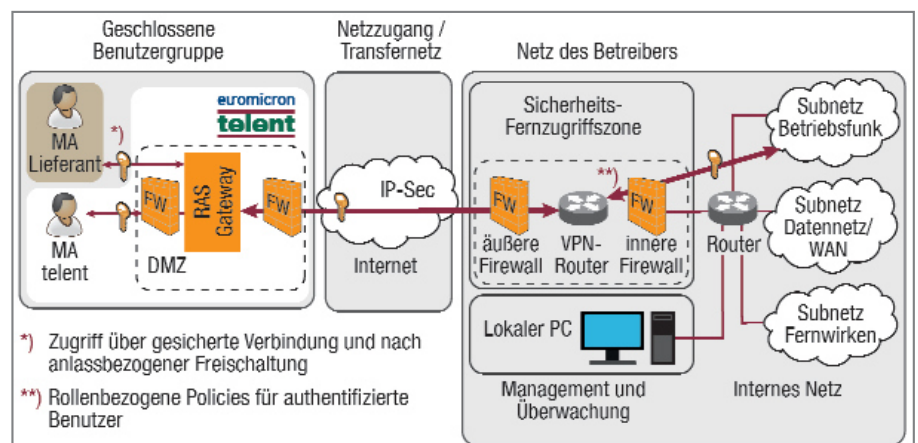 Geschlossene
Benutzergruppe
Netzzugang /
Transfernetz
Netz des Betreibers
MA
Lieferant
*)
euromicron
telent
MA
telent
FW
RAS
Gateway
FW
DMZ
IP-Sec
Internet
Sicherheits-
Fernzugriffszone
**)
FW
FW
äußere
Firewall
VPN-
Router
innere
Firewall
Router
Subnetz
Betriebsfunk
Subnetz
Datennetz/
WAN
Subnetz
Fernwirken
Lokaler PC
Management und
Überwachung
Internes Netz
*) Zugriff über gesicherte Verbindung und nach
anlassbezogener Freischaltung
**) Rollenbezogene Policies für authentifizierte
Benutzer